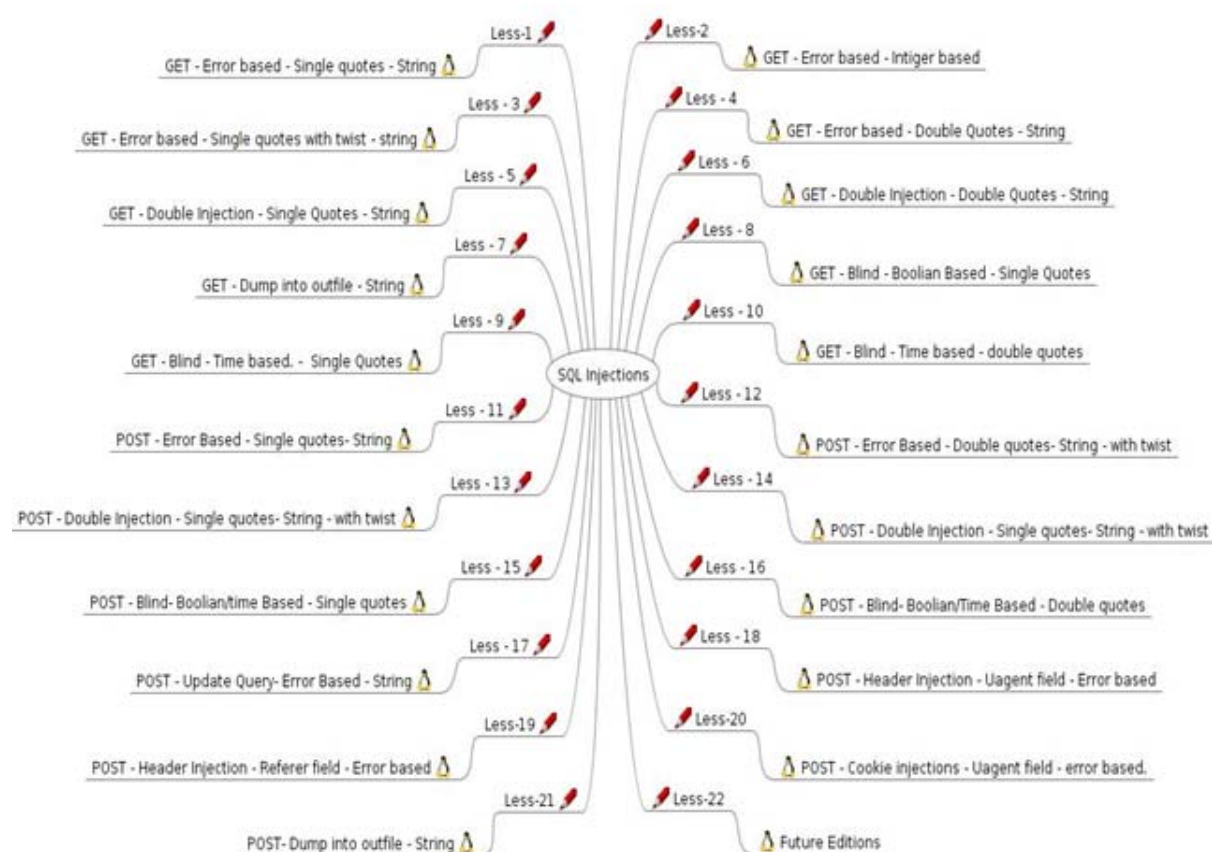 Less-1
GET - Error based - Single quotes - String
Less-2
GET - Error based - Intiger based
Less - 3
GET - Error based - Single quotes with twist - string
Less - 4
GET - Error based - Double Quotes - String
Less - 5
GET - Double Injection - Single Quotes - String
Less - 6
GET - Double Injection - Double Quotes - String
Less - 7
GET - Dump into outfile - String
Less - 8
GET - Blind - Boolian Based - Single Quotes
Less - 9
GET - Blind - Time based. - Single Quotes
Less - 10
GET - Blind - Time based - double quotes
SQL Injections
Less - 11
POST - Error Based - Single quotes- String
Less - 12
POST - Error Based - Double quotes- String - with twist
Less - 13
POST - Double Injection - Single quotes- String - with twist
Less - 14
POST - Double Injection - Single quotes- String - with twist
Less - 15
POST - Blind- Boolian/time Based - Single quotes
Less - 16
POST - Blind- Boolian/Time Based - Double quotes
Less - 17
POST - Update Query- Error Based - String
Less - 18
POST - Header Injection - Uagent field - Error based
Less-19
POST - Header Injection - Referer field - Error based
Less-20
POST - Cookie injections - Uagent field - error based.
Less-21
POST- Dump into outfile - String
Less-22
Future Editions